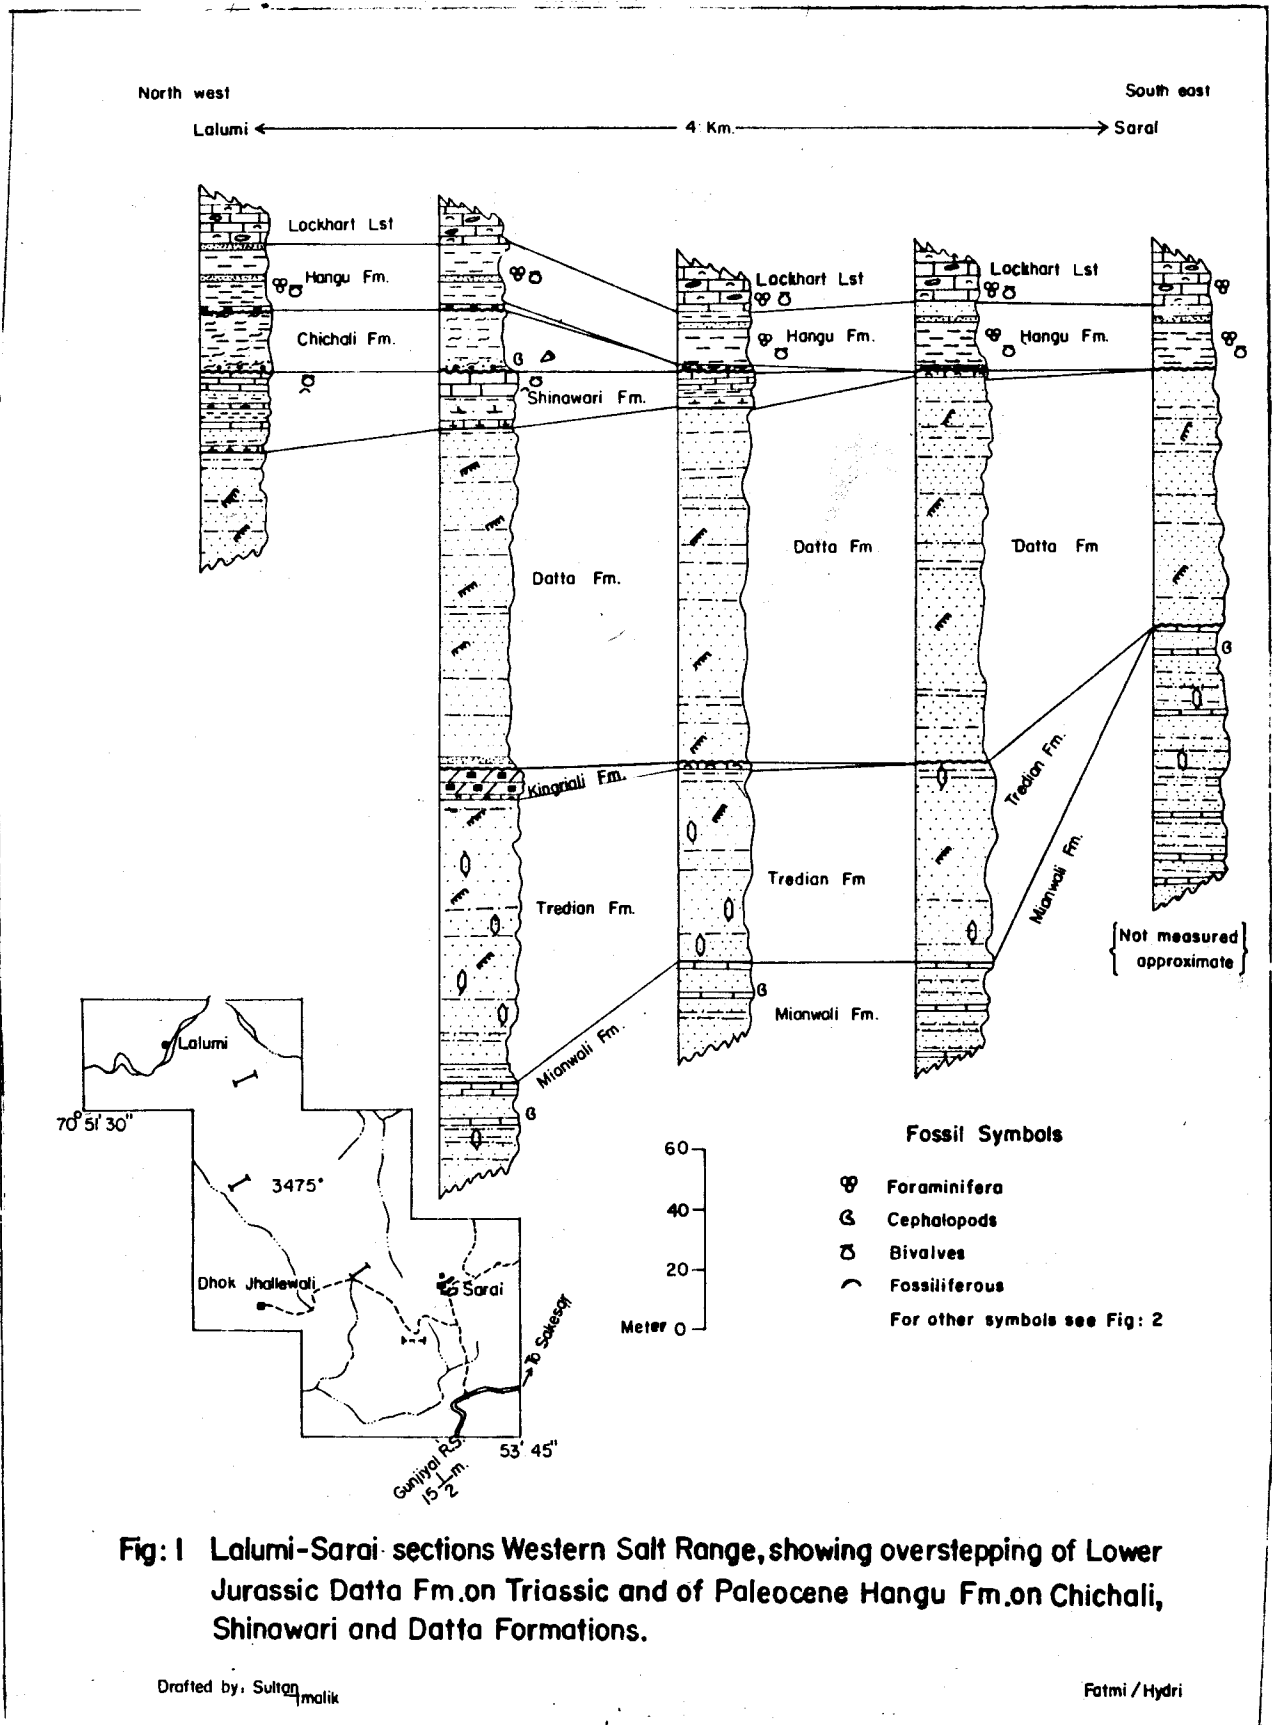 North west
South east
Lalumi
4 Km.
Sarai
Lockhart Lst
Hangu Fm.
Chichali Fm.
Shinawari Fm.
Datta Fm.
Kingriali Fm.
Tredian Fm.
Mianwali Fm.
Lockhart Lst
Hangu Fm.
Datta Fm
Tredian Fm
Mianwali Fm.
Lockhart Lst
Hangu Fm.
Datta Fm
Tredian Fm.
Mianwali Fm.
Not measured
approximate
Lalumi
70° 51' 30"
3475°
Dhok Jhallewali
Sarai
To Sakesar
53' 45"
Gunjiyal R.S.
15 1/2 m.
60
40
20
Meter 0
Fossil Symbols
Foraminifera
Cephalopods
Bivalves
Fossiliferous
For other symbols see Fig: 2
Fig: 1 Lalumi-Sarai sections Western Salt Range, showing overstepping of Lower
Jurassic Datta Fm. on Triassic and of Paleocene Hangu Fm. on Chichali,
Shinawari and Datta Formations.
Drafted by: Sultan
malik
Fatmi / Hydri